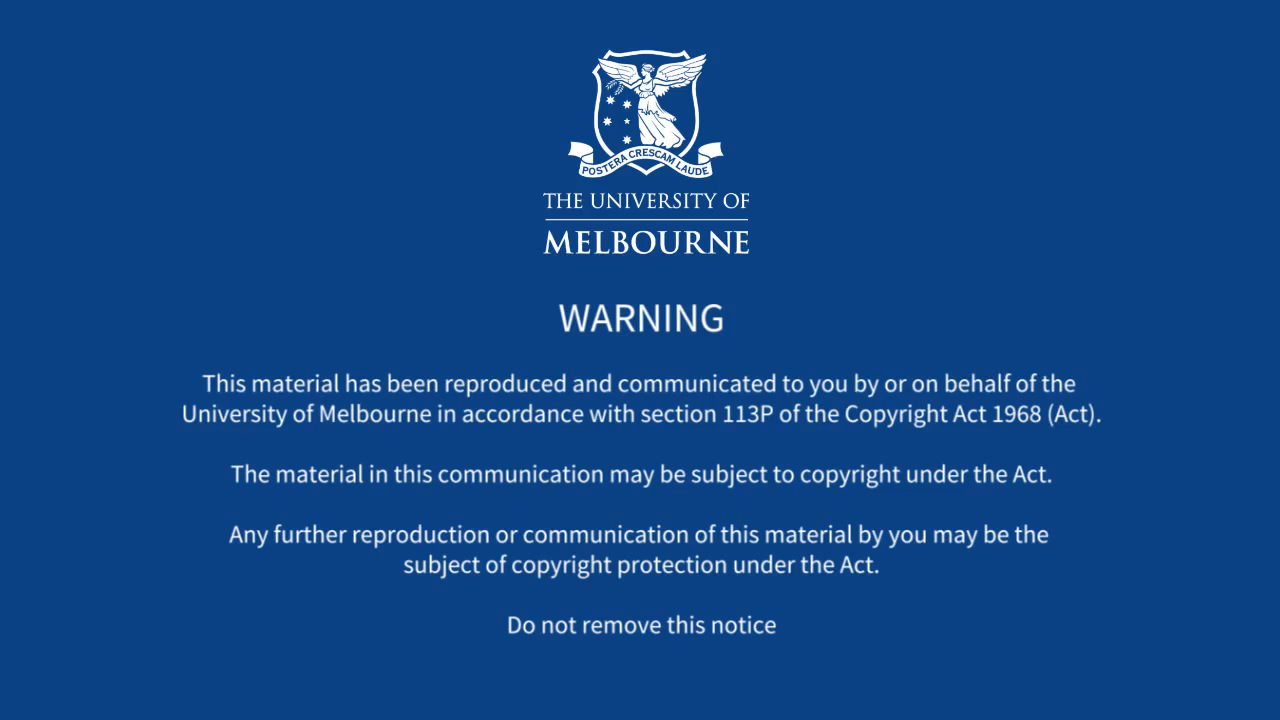 POSTERA CRESCAM LAUDE
THE UNIVERSITY OF
MELBOURNE
WARNING
This material has been reproduced and communicated to you by or on behalf of the
University of Melbourne in accordance with section 113P of the Copyright Act 1968 (Act).
The material in this communication may be subject to copyright under the Act.
Any further reproduction or communication of this material by you may be the
subject of copyright protection under the Act.
Do not remove this notice